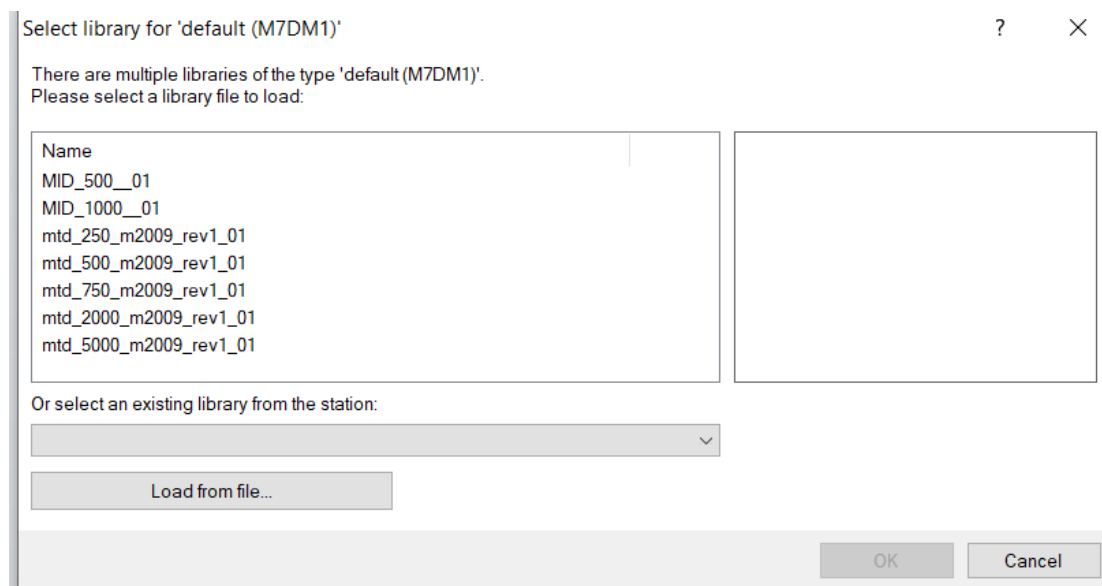 Select library for 'default (M7DM1)'
?
There are multiple libraries of the type 'default (M7DM1)'.
Please select a library file to load:
Name
MID_500__01
MID_1000__01
mtd_250_m2009_rev1_01
mtd_500_m2009_rev1_01
mtd_750_m2009_rev1_01
mtd_2000_m2009_rev1_01
mtd_5000_m2009_rev1_01
Or select an existing library from the station:
Load from file...
OK
Cancel